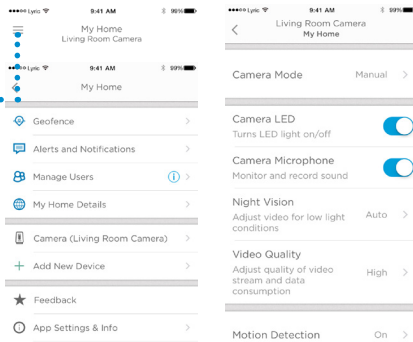 Lyric 9:41 AM 99%
My Home
Living Room Camera
Lyric 9:41 AM 99%
My Home
Geofence
Alerts and Notifications
Manage Users
My Home Details
Camera (Living Room Camera)
Add New Device
Feedback
App Settings & Info
Lyric 9:41 AM 99%
Living Room Camera
My Home
Camera Mode Manual
Camera LED
Turns LED light on/off
Camera Microphone
Monitor and record sound
Night Vision
Adjust video for low light Auto
conditions
Video Quality
Adjust quality of video
stream and data High
consumption
Motion Detection On